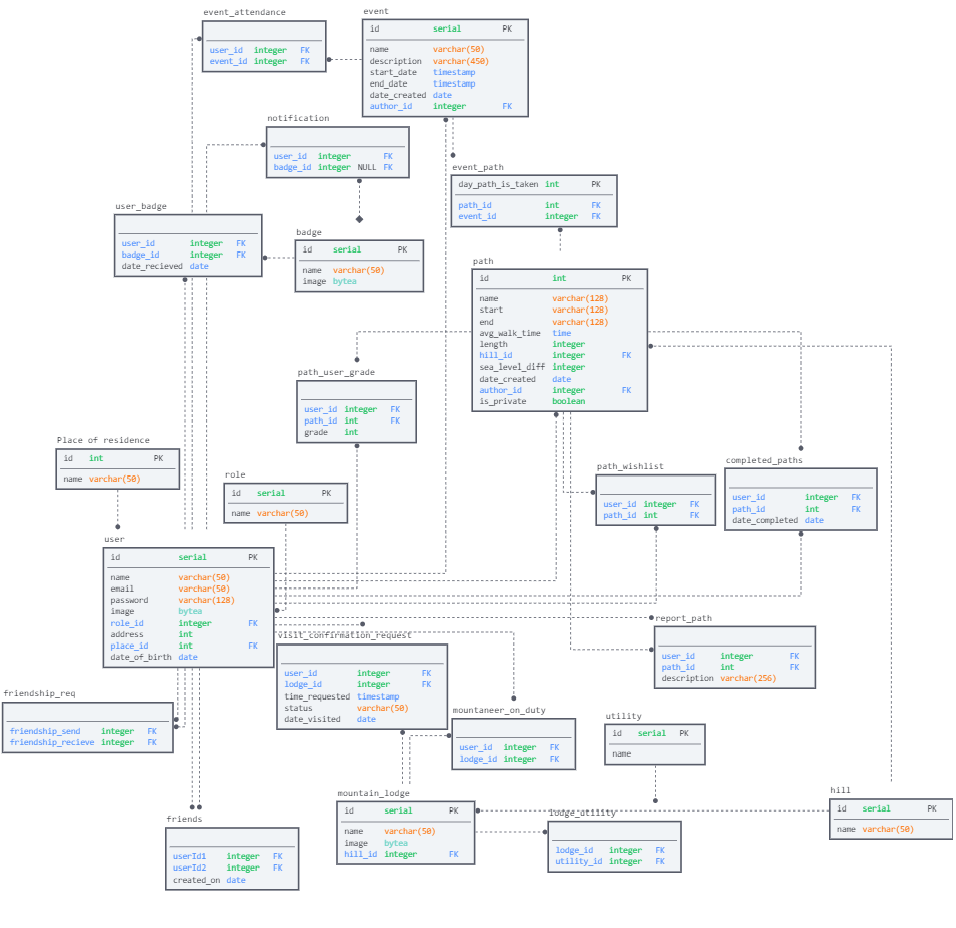 event_attendance
user_id integer FK
event_id integer FK
event
id serial PK
name varchar(50)
description varchar(450)
start_date timestamp
end_date timestamp
date_created date
author_id integer FK
notification
user_id integer FK
badge_id integer NULL FK
event_path
day_path_is_taken int PK
path_id int FK
event_id integer FK
user_badge
user_id integer FK
badge_id integer FK
date_recieved date
badge
id serial PK
name varchar(50)
image bytea
path
id int PK
name varchar(128)
start varchar(128)
end varchar(128)
avg_walk_time time
length integer
hill_id integer FK
sea_level_diff integer
date_created date
author_id integer FK
is_private boolean
path_user_grade
user_id integer FK
path_id int FK
grade int
Place of residence
id int PK
name varchar(50)
role
id serial PK
name varchar(50)
path_wishlist
user_id integer FK
path_id int FK
completed_paths
user_id integer FK
path_id int FK
date_completed date
user
id serial PK
name varchar(50)
email varchar(50)
password varchar(128)
image bytea
role_id integer FK
address int
place_id int FK
date_of_birth date
visit_confirmation_request
user_id integer FK
lodge_id integer FK
time_requested timestamp
status varchar(50)
date_visited date
report_path
user_id integer FK
path_id int FK
description varchar(256)
friendship_req
friendship_send integer FK
friendship_recieve integer FK
mountaneer_on_duty
user_id integer FK
lodge_id integer FK
utility
id serial PK
name
mountain_lodge
id serial PK
name varchar(50)
image bytea
hill_id integer FK
lodge_utility
lodge_id integer FK
utility_id integer FK
hill
id serial PK
name varchar(50)
friends
userId1 integer FK
userId2 integer FK
created_on date